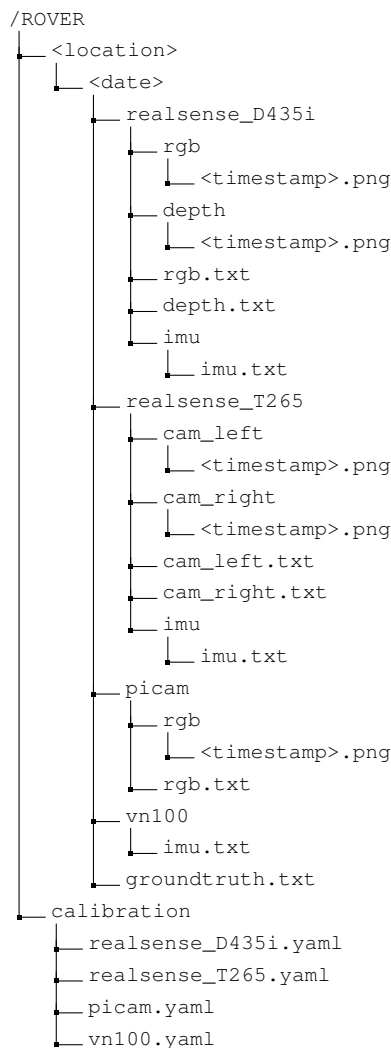 /ROVER
<location>
<date>
realsense_D435i
rgb
<timestamp>.png
depth
<timestamp>.png
rgb.txt
depth.txt
imu
imu.txt
realsense_T265
cam_left
<timestamp>.png
cam_right
<timestamp>.png
cam_left.txt
cam_right.txt
imu
imu.txt
picam
rgb
<timestamp>.png
rgb.txt
vn100
imu.txt
groundtruth.txt
calibration
realsense_D435i.yaml
realsense_T265.yaml
picam.yaml
vn100.yaml